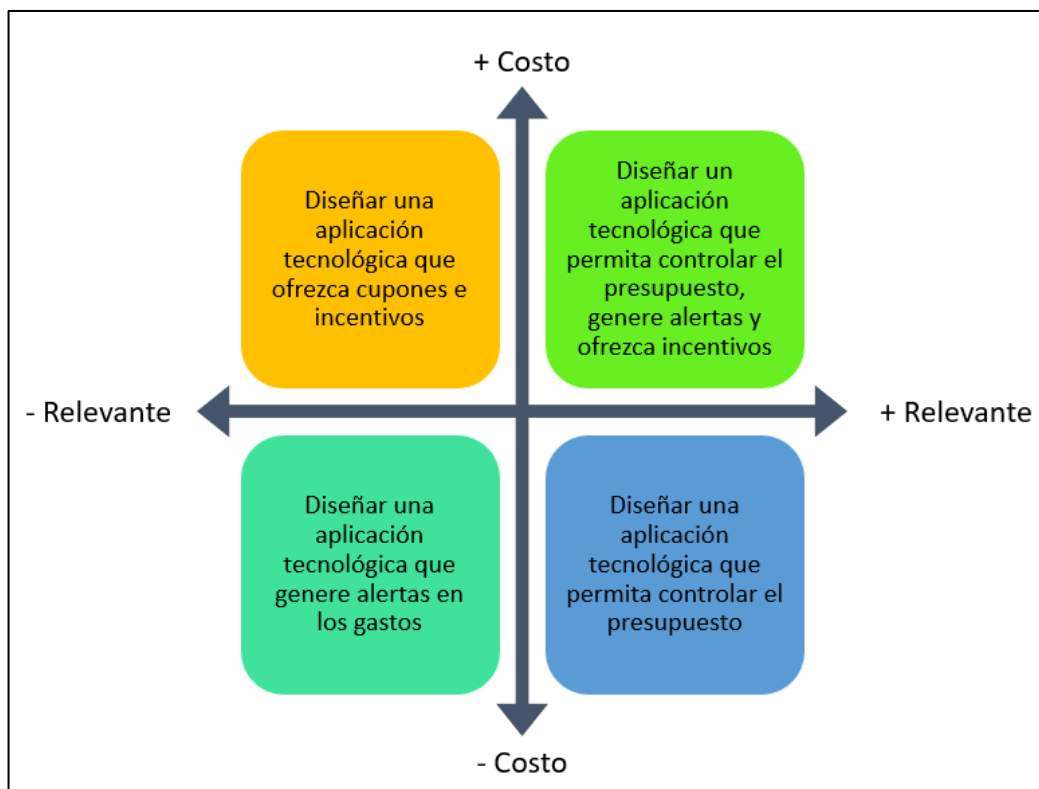 + Costo
Diseñar una
aplicación
tecnológica que
ofrezca cupones e
incentivos
Diseñar un
aplicación
tecnológica que
permita controlar el
presupuesto,
genere alertas y
ofrezca incentivos
- Relevante
+ Relevante
Diseñar una
aplicación
tecnológica que
genere alertas en
los gastos
Diseñar una
aplicación
tecnológica que
permita controlar el
presupuesto
- Costo